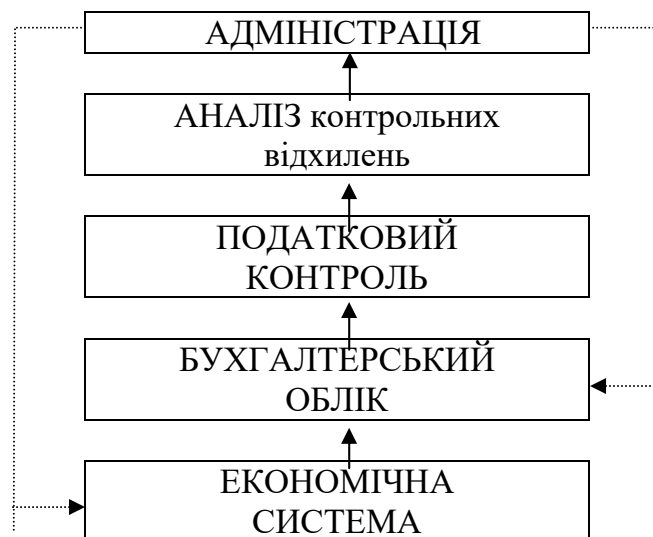 АДМІНІСТРАЦІЯ
АНАЛІЗ контрольних
відхилень
ПОДАТКОВИЙ
КОНТРОЛЬ
БУХГАЛТЕРСЬКИЙ
ОБЛІК
ЕКОНОМІЧНА
СИСТЕМА